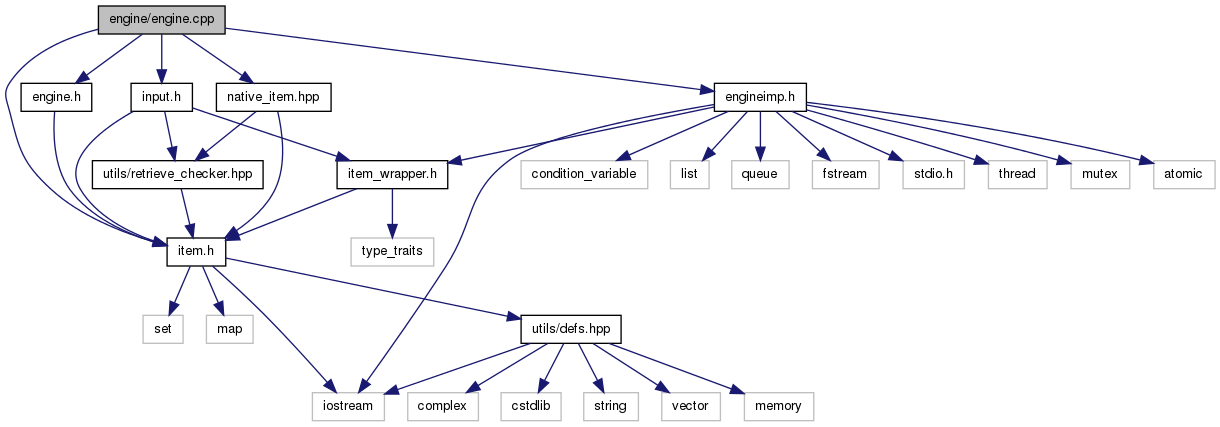 engine/engine.cpp
engine.h
input.h
native_item.hpp
engineimp.h
utils/retrieve_checker.hpp
item_wrapper.h
condition_variable
list
queue
fstream
stdio.h
thread
mutex
atomic
item.h
type_traits
set
map
utils/defs.hpp
iostream
complex
cstdlib
string
vector
memory